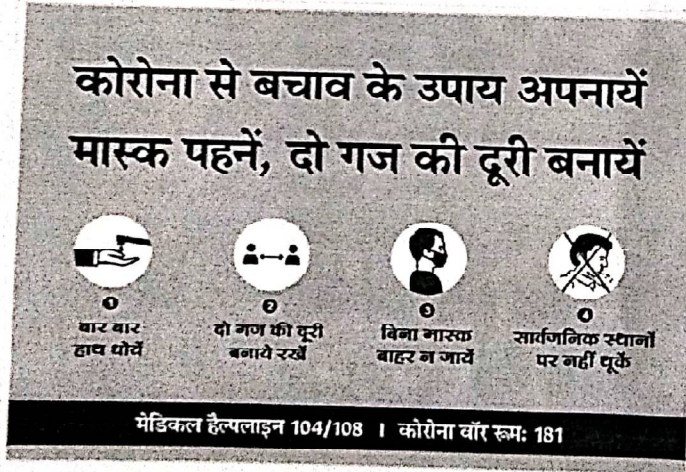 कोरोना से बचाव के उपाय अपनायें
मास्क पहनें, दो गज की दूरी बनायें
1
बार बार
हाथ धोयें
2
दो गज की दूरी
बनाये रखें
3
बिना मास्क
बाहर न जायें
4
सार्वजनिक स्थानों
पर नहीं थूकें
मेडिकल हैल्पलाइन 104/108 । कोरोना वॉर रूम: 181